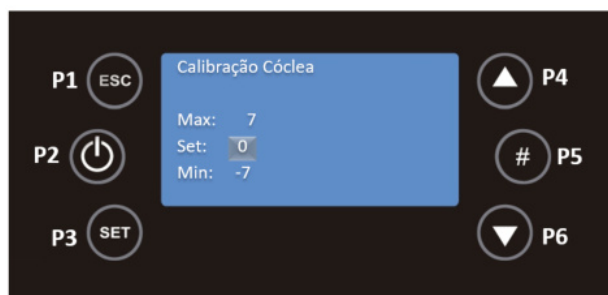 P1 ESC
P2
P3 SET
Calibração Cóclea
Max: 7
Set: 0
Min: -7
P4
# P5
P6